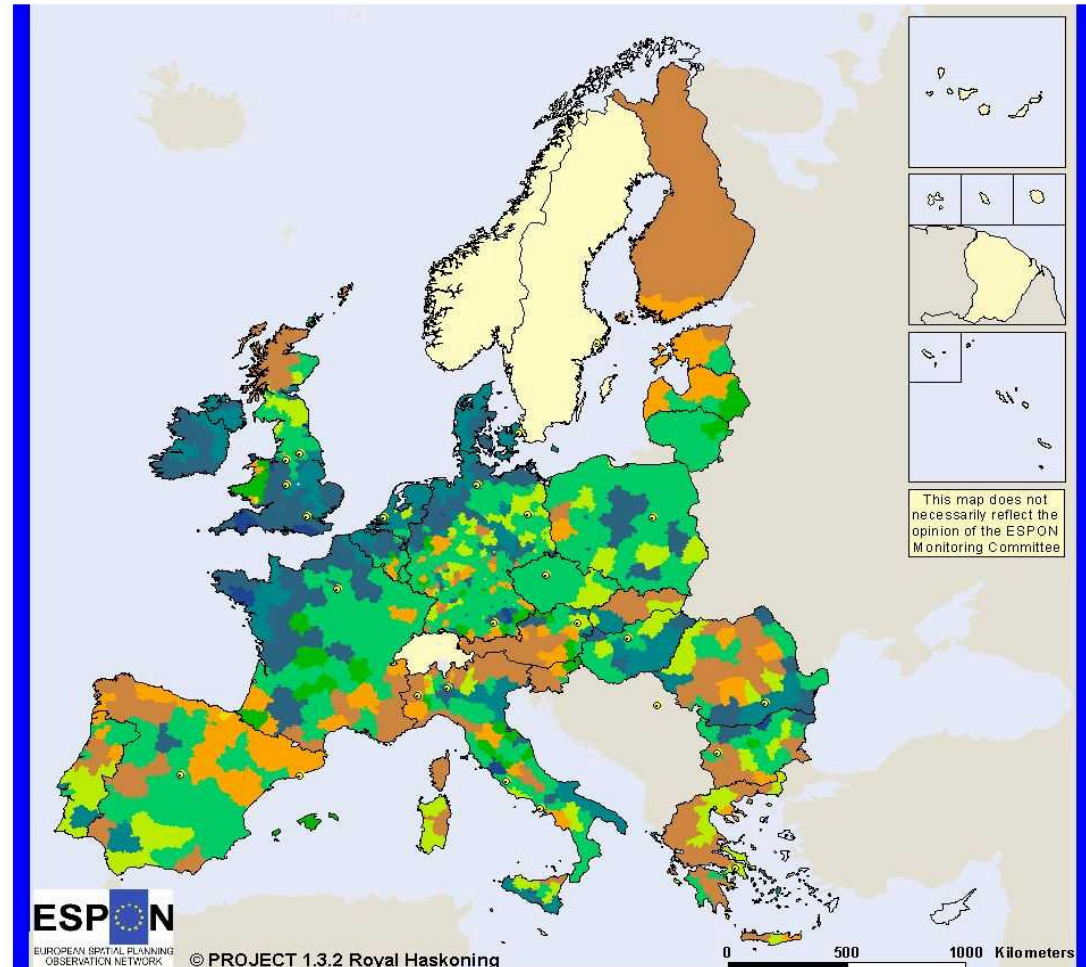 This map does not
necessarily reflect the
opinion of the ESPON
Monitoring Committee
ESPON
EUROPEAN SPATIAL PLANNING
OBSERVATION NETWORK
© PROJECT 1.3.2 Royal Haskoning
0 500 1000 Kilometers